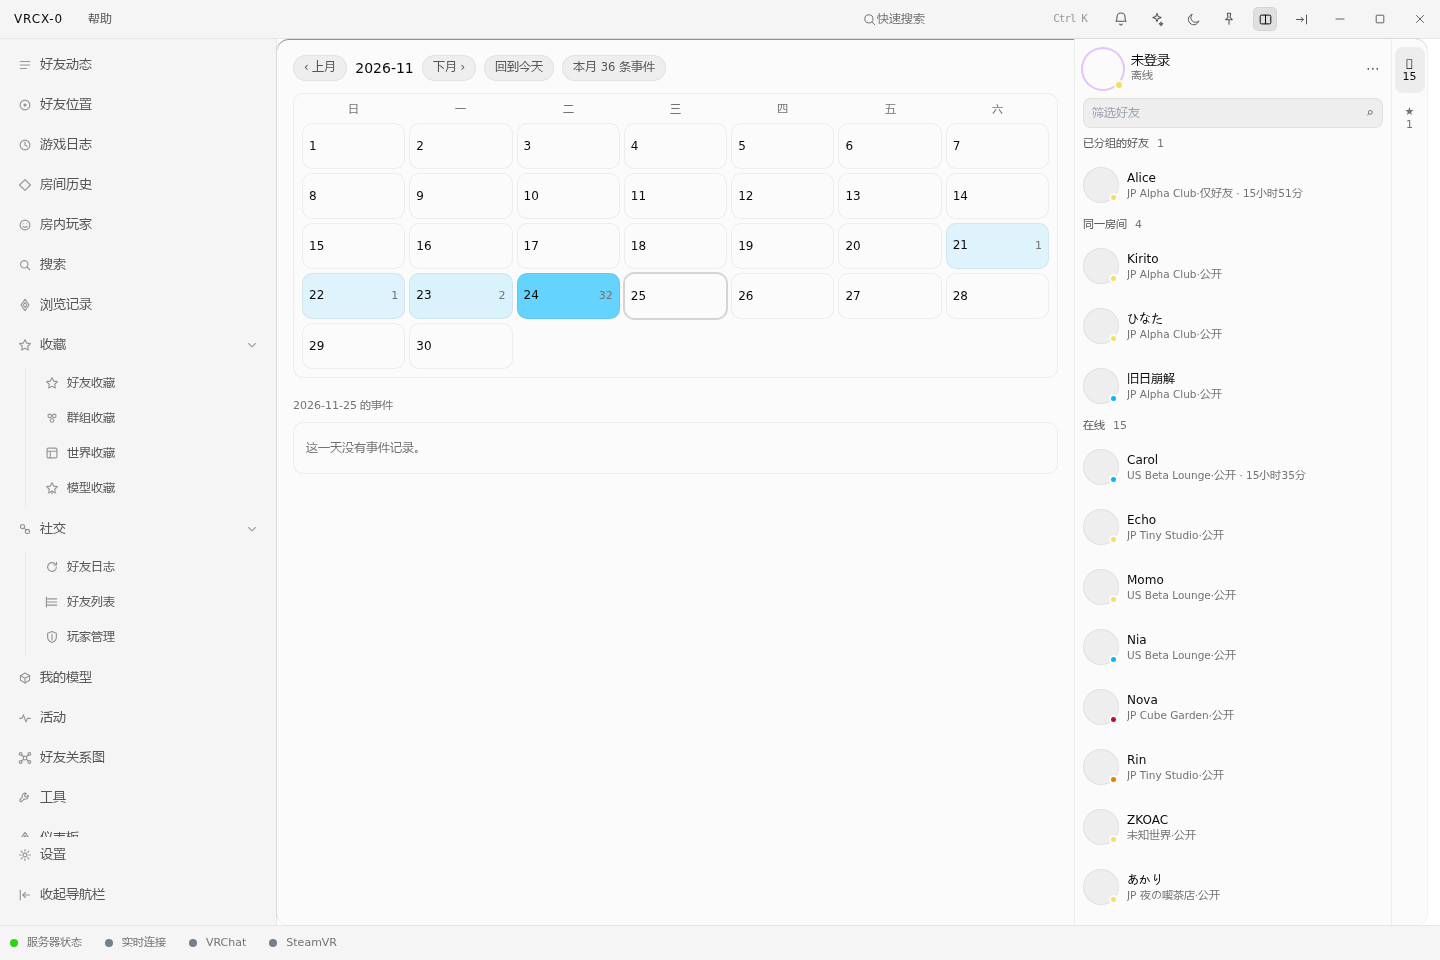 VRCX-0 帮助 快速搜索 Ctrl K
好友动态
好友位置
游戏日志
房间历史
房内玩家
搜索
浏览记录
收藏
好友收藏
群组收藏
世界收藏
模型收藏
社交
好友日志
好友列表
玩家管理
我的模型
活动
好友关系图
工具
仪表板
设置
收起导航栏
‹ 上月 2026-11 下月 › 回到今天 本月 36 条事件
日 一 二 三 四 五 六
1 2 3 4 5 6 7
8 9 10 11 12 13 14
15 16 17 18 19 20 21 1
22 1 23 2 24 32 25 26 27 28
29 30
2026-11-25 的事件
这一天没有事件记录。
未登录
离线
筛选好友
已分组的好友 1
Alice
JP Alpha Club·仅好友 · 15小时51分
同一房间 4
Kirito
JP Alpha Club·公开
ひなた
JP Alpha Club·公开
旧日崩解
JP Alpha Club·公开
在线 15
Carol
US Beta Lounge·公开 · 15小时35分
Echo
JP Tiny Studio·公开
Momo
US Beta Lounge·公开
Nia
US Beta Lounge·公开
Nova
JP Cube Garden·公开
Rin
JP Tiny Studio·公开
ZKOAC
未知世界·公开
あかり
JP 夜の喫茶店·公开
15
★
1
服务器状态 实时连接 VRChat SteamVR